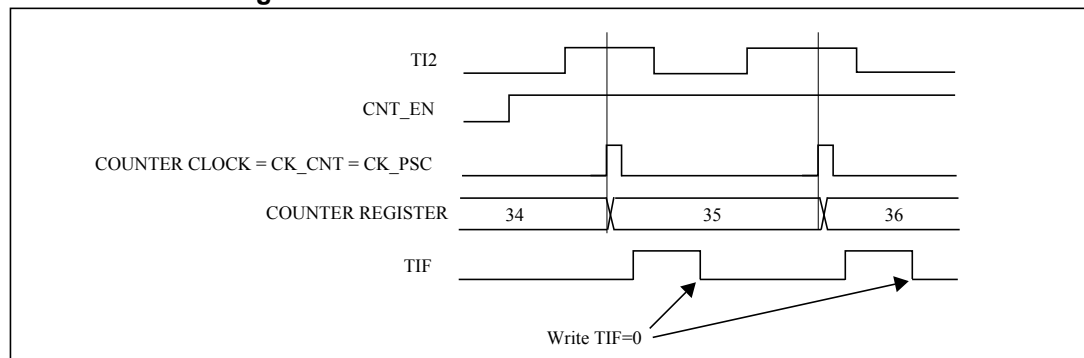 TI2
CNT_EN
COUNTER CLOCK = CK_CNT = CK_PSC
COUNTER REGISTER 34 35 36
TIF
Write TIF=0